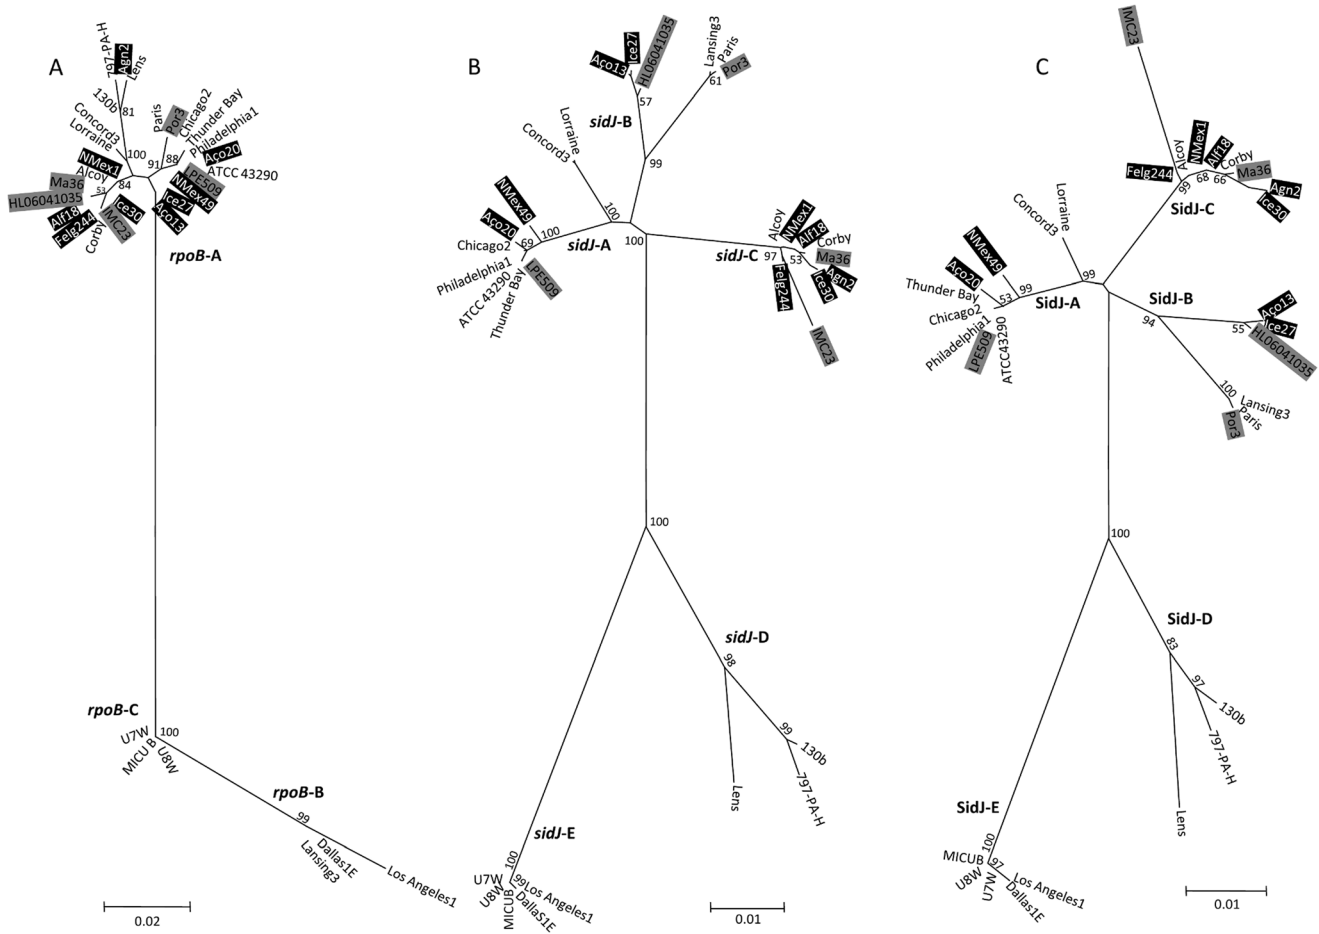 A
797-PA-H
Agn2
Lens
130b
81
Concord3
Lorraine
100
Paris
Por3
Chicago2
Thunder Bay
Philadelphia1
91
88
Aço20
ATCC 43290
NMex1
Alcoy
84
Ma36
53
HL06041035
LPE509
NMex49
Ice27
Aço13
Alf18
Felg244
Corby
IMC23
Ice30
rpoB-A
rpoB-C
U7W
100
MICU B
U8W
rpoB-B
99
Dallas1E
Lansing3
Los Angeles1
0.02
B
Aço13
Ice27
HL06041035
57
sidJ-B
Lansing3
Paris
Por3
61
99
Lorraine
Concord3
100
NMex49
Aço20
100
69
Chicago2
sidJ-A
Philadelphia1
ATCC 43290
Thunder Bay
LPE509
100
sidJ-C
97
Alcoy
NMex1
Alf18
Corby
53
Ma36
Agn2
Ice30
Felg244
IMC23
100
sidJ-D
98
99
130b
797-PA-H
Lens
sidJ-E
100
U7W
99
Los Angeles1
U8W
MICUB
DallaS1E
0.01
C
IMC23
Alcoy
NMex1
Alf18
Corby
Felg244
99
68
66
Ma36
Agn2
Ice30
SidJ-C
Lorraine
Concord3
99
NMex49
Aço20
99
53
Thunder Bay
Chicago2
SidJ-A
Philadelphia1
LPE509
ATCC43290
SidJ-B
94
Aço13
55
Ice27
HL06041035
100
Lansing3
Paris
Por3
100
SidJ-D
83
97
130b
797-PA-H
Lens
SidJ-E
100
MICUB
97
U8W
U7W
Los Angeles1
Dallas1E
0.01